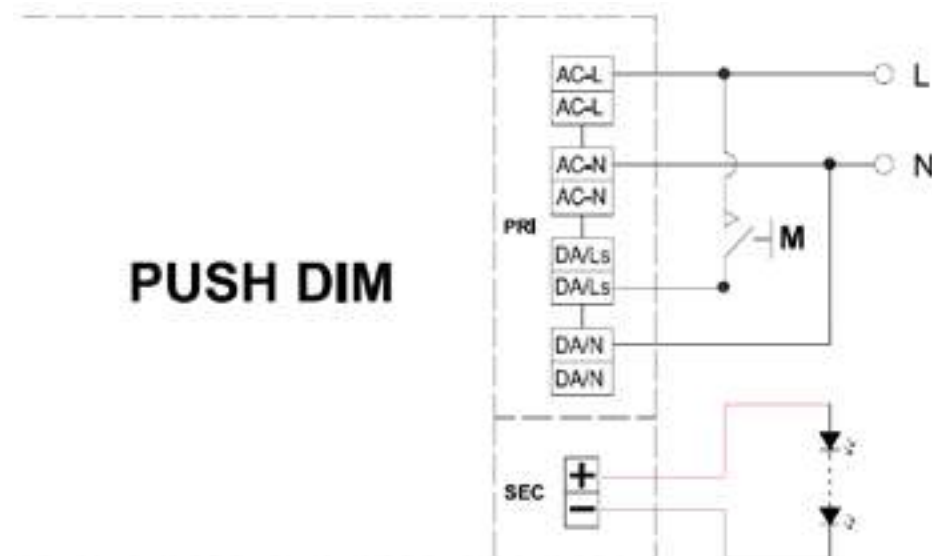 AC-L
L
AC-L
AC-N
N
AC-N
PRI
M
DA/Ls
PUSH DIM
DA/Ls
DA/N
DA/N
+
SEC
-